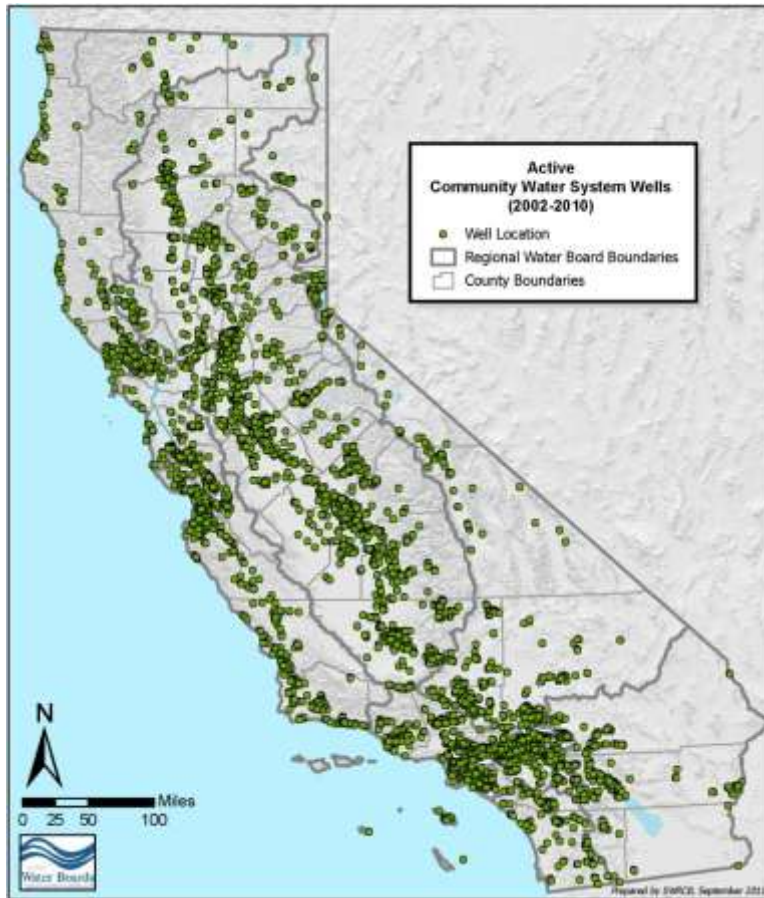 Active
Community Water System Wells
(2002-2010)
Well Location
Regional Water Board Boundaries
County Boundaries
N
Miles
0 25 50 100
Water Boards
Prepared by SWRCB, September